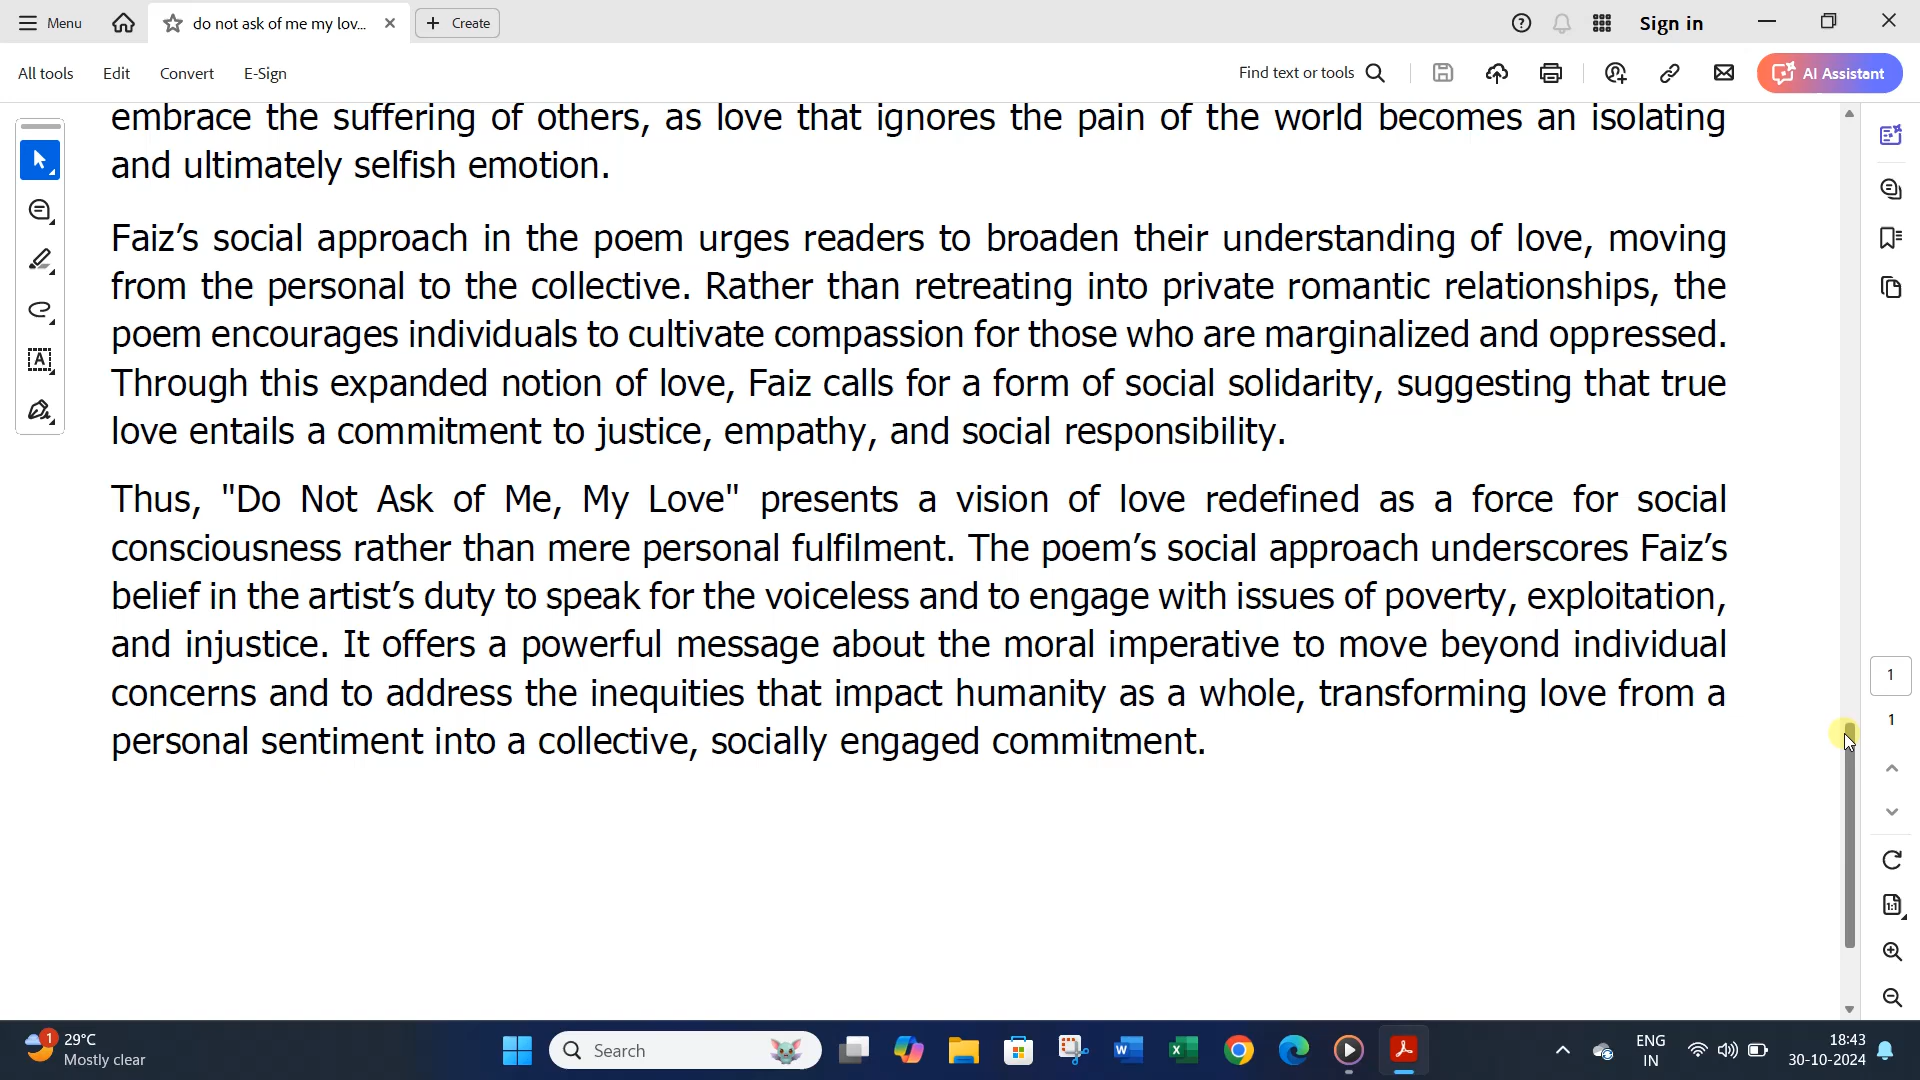 Menu
do not ask of me my lov...
Create
Sign in
All tools
Edit
Convert
E-Sign
Find text or tools
AI Assistant
embrace the suffering of others, as love that ignores the pain of the world becomes an isolating
and ultimately selfish emotion.
Faiz’s social approach in the poem urges readers to broaden their understanding of love, moving
from the personal to the collective. Rather than retreating into private romantic relationships, the
poem encourages individuals to cultivate compassion for those who are marginalized and oppressed.
Through this expanded notion of love, Faiz calls for a form of social solidarity, suggesting that true
love entails a commitment to justice, empathy, and social responsibility.
Thus, "Do Not Ask of Me, My Love" presents a vision of love redefined as a force for social
consciousness rather than mere personal fulfilment. The poem’s social approach underscores Faiz’s
belief in the artist’s duty to speak for the voiceless and to engage with issues of poverty, exploitation,
and injustice. It offers a powerful message about the moral imperative to move beyond individual
concerns and to address the inequities that impact humanity as a whole, transforming love from a
personal sentiment into a collective, socially engaged commitment.
1
1
1
29°C
Mostly clear
Search
ENG
IN
18:43
30-10-2024